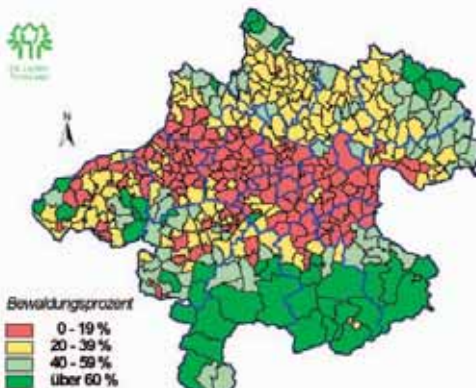 N
Bewaldungsprozent
0 - 19 %
20 - 39 %
40 - 59 %
über 60 %